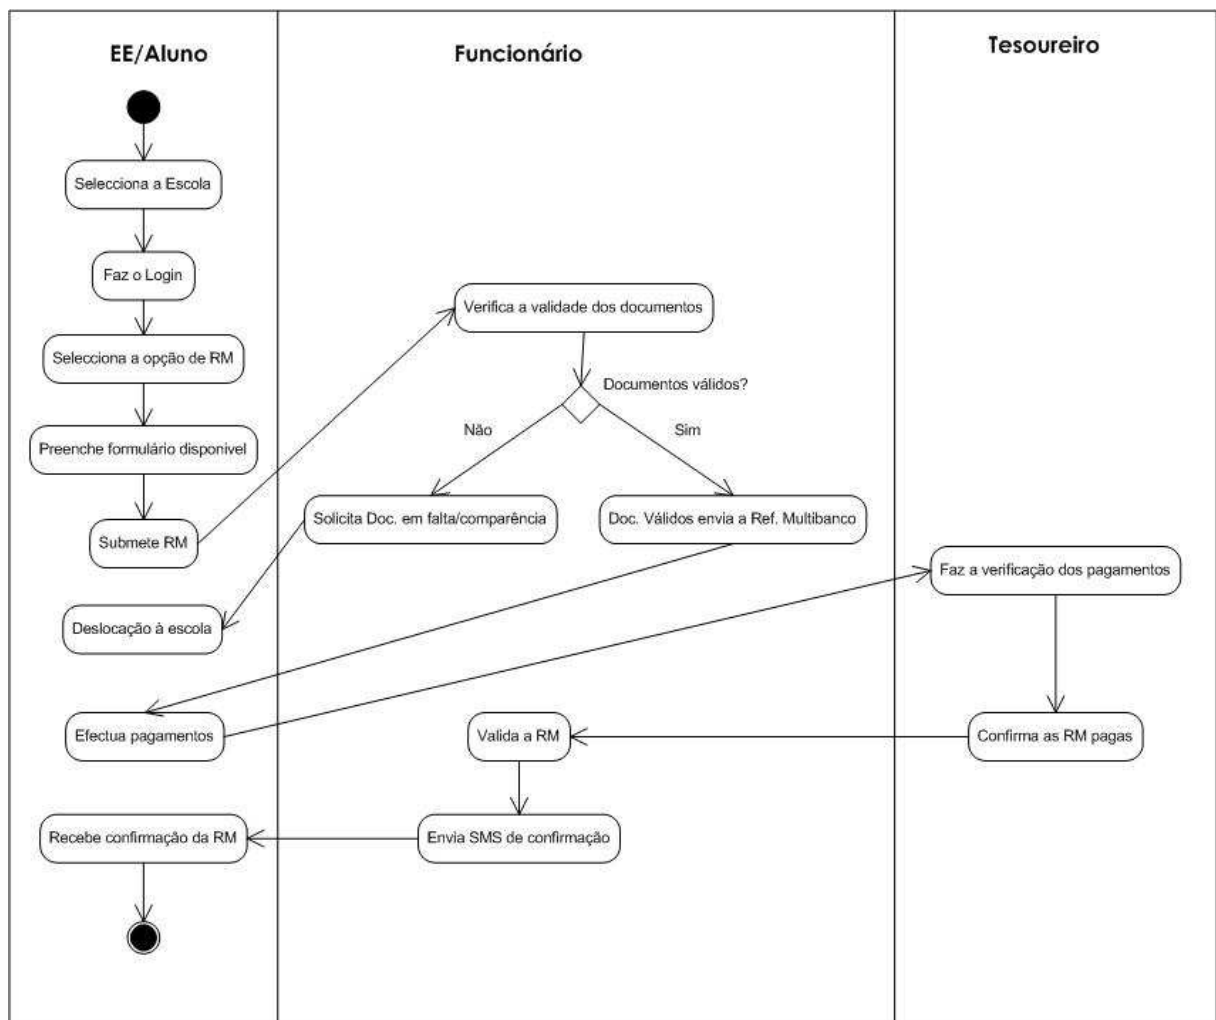 EE/Aluno
Funcionário
Tesoureiro
Selecciona a Escola
Faz o Login
Verifica a validade dos documentos
Selecciona a opção de RM
Documentos válidos?
Não
Sim
Preenche formulário disponivel
Solicita Doc. em falta/comparência
Doc. Válidos envia a Ref. Multibanco
Submete RM
Faz a verificação dos pagamentos
Deslocação à escola
Efectua pagamentos
Valida a RM
Confirma as RM pagas
Recebe confirmação da RM
Envia SMS de confirmação